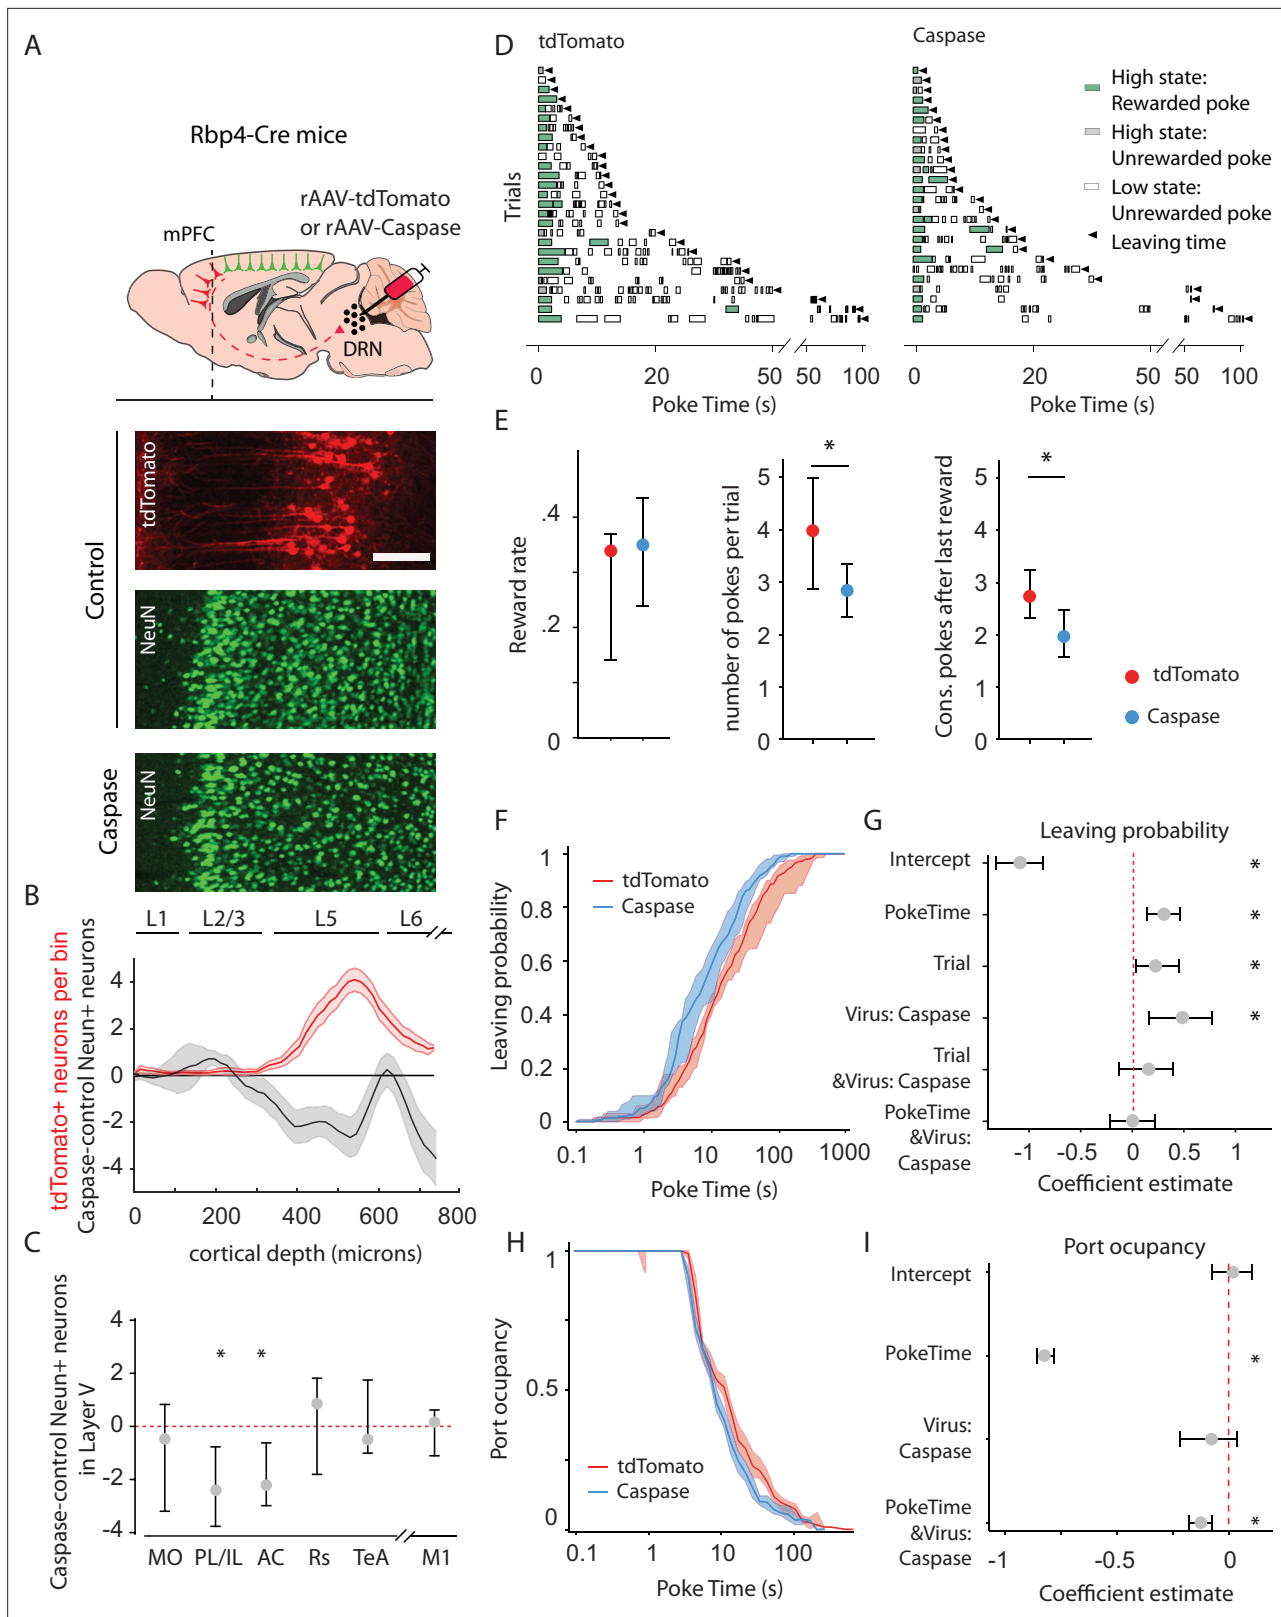 A
Rbp4-Cre mice
rAAV-tdTomato
or rAAV-Caspase
mPFC
DRN
Control
tdTomato
NeuN
Caspase
NeuN
B
L1 L2/3 L5 L6
tdTomato+ neurons per bin
Caspase-control Neun+ neurons
4
2
0
-2
-4
0 200 400 600 800
cortical depth (microns)
C
Caspase-control Neun+ neurons
in Layer V
4
2
0
-2
-4
* *
MO PL/IL AC Rs TeA M1
D
tdTomato
Caspase
Trials
High state:
Rewarded poke
High state:
Unrewarded poke
Low state:
Unrewarded poke
Leaving time
0 20 50 50 100
Poke Time (s)
0 20 50 50 100
Poke Time (s)
E
Reward rate
.4
.2
0
number of pokes per trial
5
4
3
2
1
0
*
Cons. pokes after last reward
5
4
3
2
1
0
*
tdTomato
Caspase
F
Leaving probability
1
0.8
0.6
0.4
0.2
0
tdTomato
Caspase
0.1 1 10 100 1000
Poke Time (s)
G
Leaving probability
Intercept *
PokeTime *
Trial *
Virus: Caspase *
Trial
&Virus: Caspase
PokeTime
&Virus:
Caspase
-1 -0.5 0 0.5 1
Coefficient estimate
H
Port ocupancy
1
0.5
0
tdTomato
Caspase
0.1 1 10 100
Poke Time (s)
I
Port ocupancy
Intercept
PokeTime *
Virus:
Caspase
PokeTime
&Virus: *
Caspase
-1 -0.5 0
Coefficient estimate